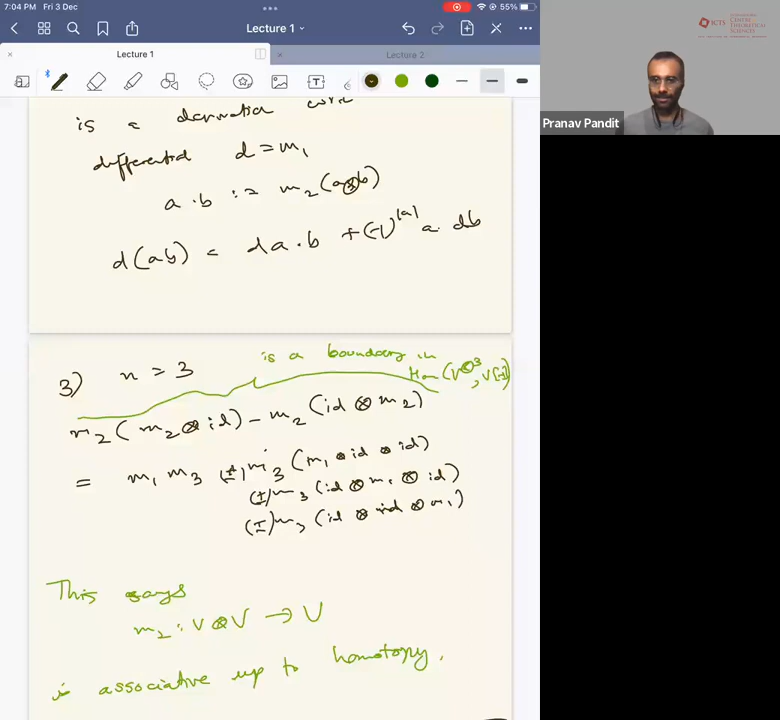 7:04 PM Fri 3 Dec
55%
Lecture 1
Lecture 1
Lecture 2
ICTS
Pranav Pandit
is a derivation
differential d = m₁
a · b := m₂(a⊗b)
d(ab) = da · b + (-1)^{|a|} a · db
3) n = 3
is a boundary in
Hom(V^{⊗3}, V[-1])
m₂(m₂⊗id) - m₂(id⊗m₂)
= m₁ m₃ (±) m₃ (m₁ ⊗ id ⊗ id)
(±) m₃ (id ⊗ m₁ ⊗ id)
(±) m₃ (id ⊗ id ⊗ m₁)
This says
m₂ : V⊗V → V
is associative up to homotopy.